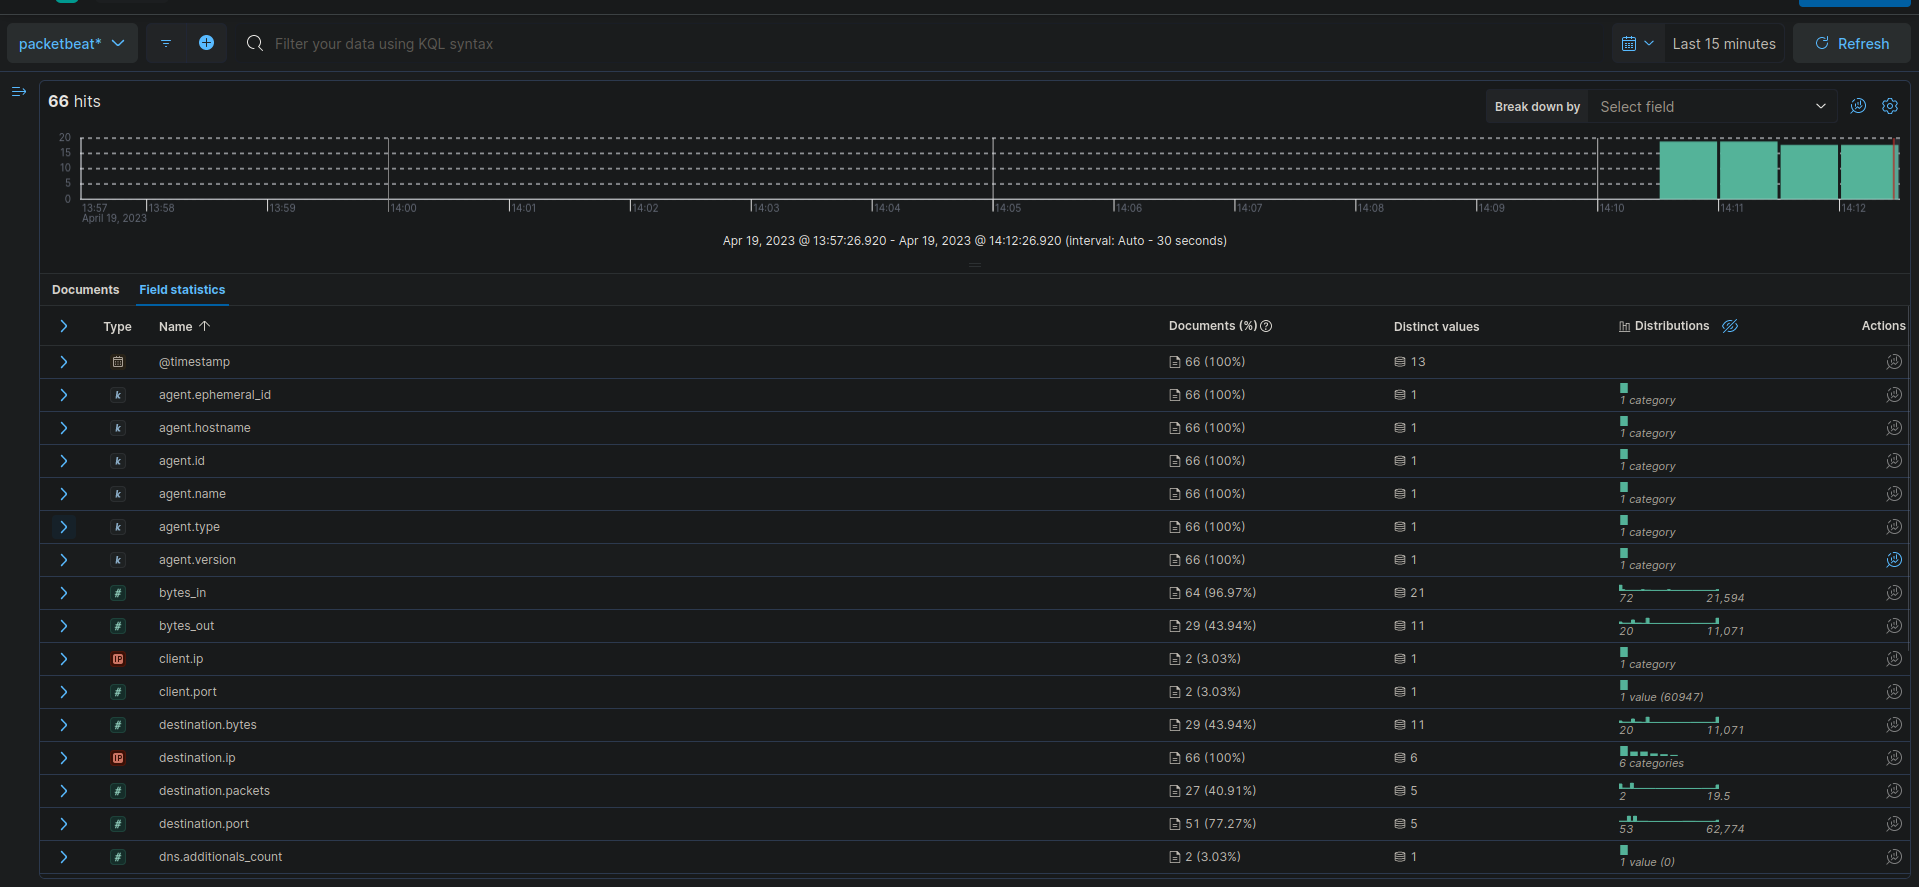 packetbeat*
Filter your data using KQL syntax
Last 15 minutes
Refresh
66 hits
Break down by
Select field
20
15
10
5
0
13:57 13:58 13:59 14:00 14:01 14:02 14:03 14:04 14:05 14:06 14:07 14:08 14:09 14:10 14:11 14:12
April 19, 2023
Apr 19, 2023 @ 13:57:26.920 - Apr 19, 2023 @ 14:12:26.920 (interval: Auto - 30 seconds)
Documents Field statistics
Type Name Documents (%) Distinct values Distributions Actions
@timestamp 66 (100%) 13
k agent.ephemeral_id 66 (100%) 1 1 category
k agent.hostname 66 (100%) 1 1 category
k agent.id 66 (100%) 1 1 category
k agent.name 66 (100%) 1 1 category
k agent.type 66 (100%) 1 1 category
k agent.version 66 (100%) 1 1 category
# bytes_in 64 (96.97%) 21 72 21,594
# bytes_out 29 (43.94%) 11 20 11,071
IP client.ip 2 (3.03%) 1 1 category
# client.port 2 (3.03%) 1 1 value (60947)
# destination.bytes 29 (43.94%) 11 20 11,071
IP destination.ip 66 (100%) 6 6 categories
# destination.packets 27 (40.91%) 5 2 19.5
# destination.port 51 (77.27%) 5 53 62,774
# dns.additionals_count 2 (3.03%) 1 1 value (0)